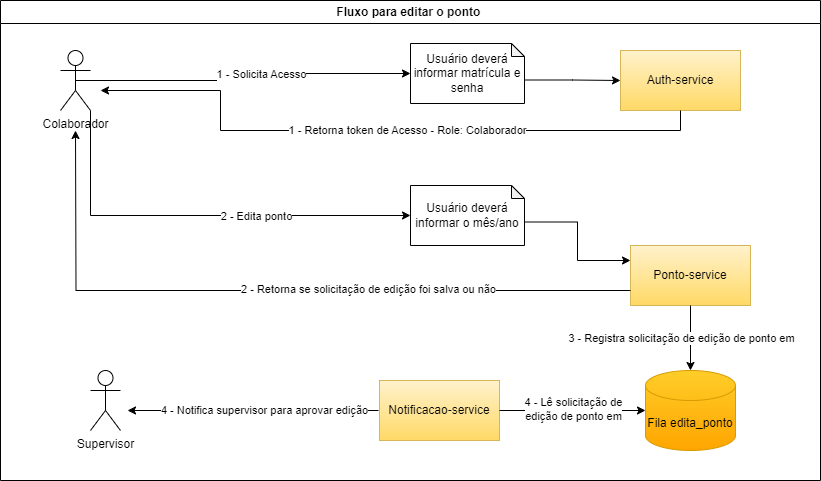 Fluxo para editar o ponto
Usuário deverá
informar matrícula e
senha
1 - Solicita Acesso
Auth-service
Colaborador
1 - Retorna token de Acesso - Role: Colaborador
Usuário deverá
informar o mês/ano
2 - Edita ponto
Ponto-service
2 - Retorna se solicitação de edição foi salva ou não
3 - Registra solicitação de edição de ponto em
4 - Notifica supervisor para aprovar edição
Notificacao-service
4 - Lê solicitação de
edição de ponto em
Fila edita_ponto
Supervisor